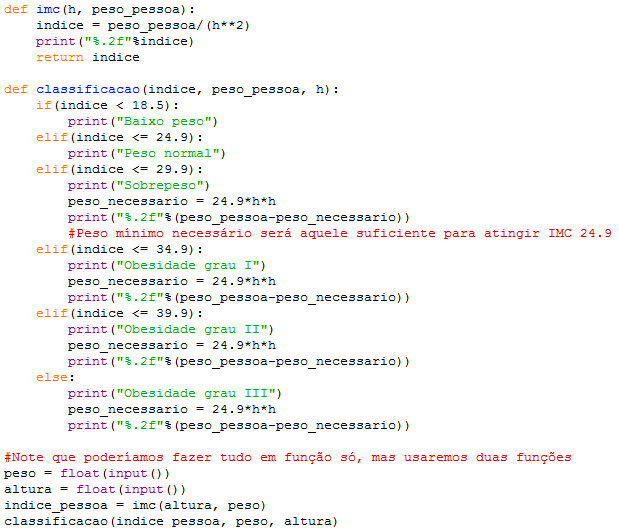 def imc(h, peso_pessoa):
    indice = peso_pessoa/(h**2)
    print("%.2f"%indice)
    return indice

def classificacao(indice, peso_pessoa, h):
    if(indice < 18.5):
        print("Baixo peso")
    elif(indice <= 24.9):
        print("Peso normal")
    elif(indice <= 29.9):
        print("Sobrepeso")
        peso_necessario = 24.9*h*h
        print("%.2f"%(peso_pessoa-peso_necessario))
        #Peso mínimo necessário será aquele suficiente para atingir IMC 24.9
    elif(indice <= 34.9):
        print("Obesidade grau I")
        peso_necessario = 24.9*h*h
        print("%.2f"%(peso_pessoa-peso_necessario))
    elif(indice <= 39.9):
        print("Obesidade grau II")
        peso_necessario = 24.9*h*h
        print("%.2f"%(peso_pessoa-peso_necessario))
    else:
        print("Obesidade grau III")
        peso_necessario = 24.9*h*h
        print("%.2f"%(peso_pessoa-peso_necessario))

#Note que poderíamos fazer tudo em função só, mas usaremos duas funções
peso = float(input())
altura = float(input())
indice_pessoa = imc(altura, peso)
classificacao(indice_pessoa, peso, altura)